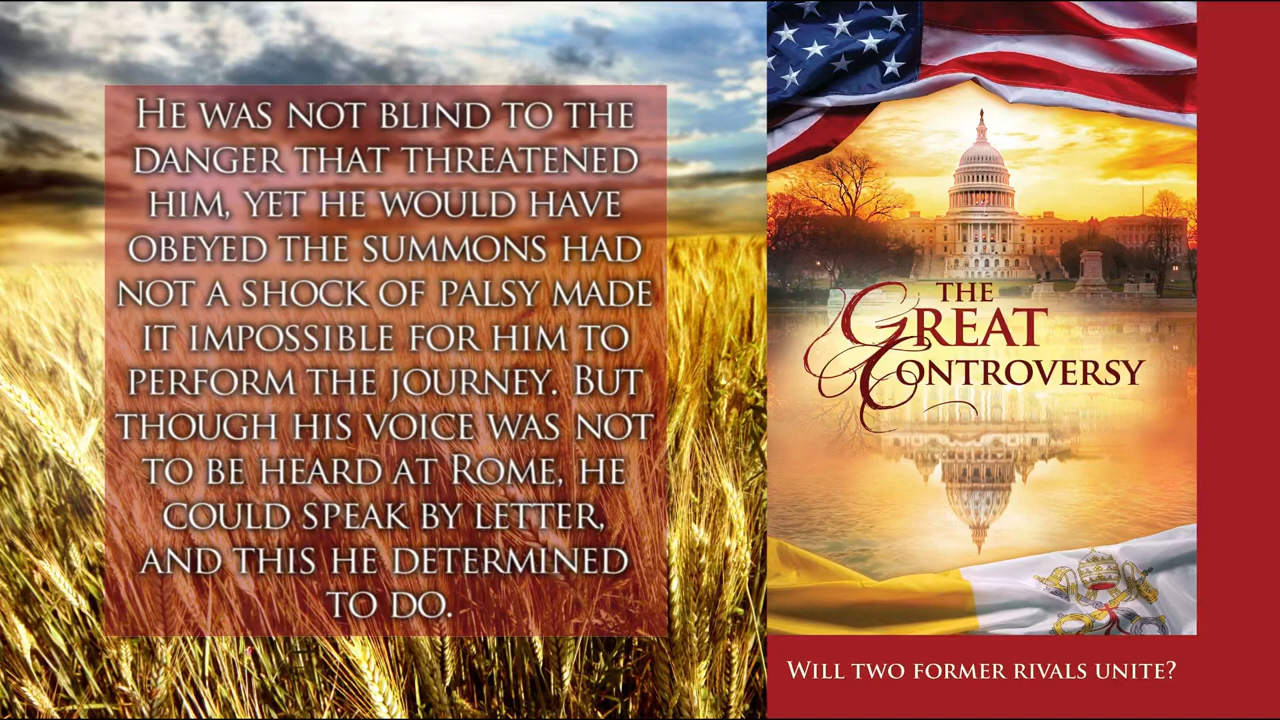 He was not blind to the
danger that threatened
him, yet he would have
obeyed the summons had
not a shock of palsy made
it impossible for him to
perform the journey. But
though his voice was not
to be heard at Rome, he
could speak by letter,
and this he determined
to do.
The
Great
Controversy
Will two former rivals unite?